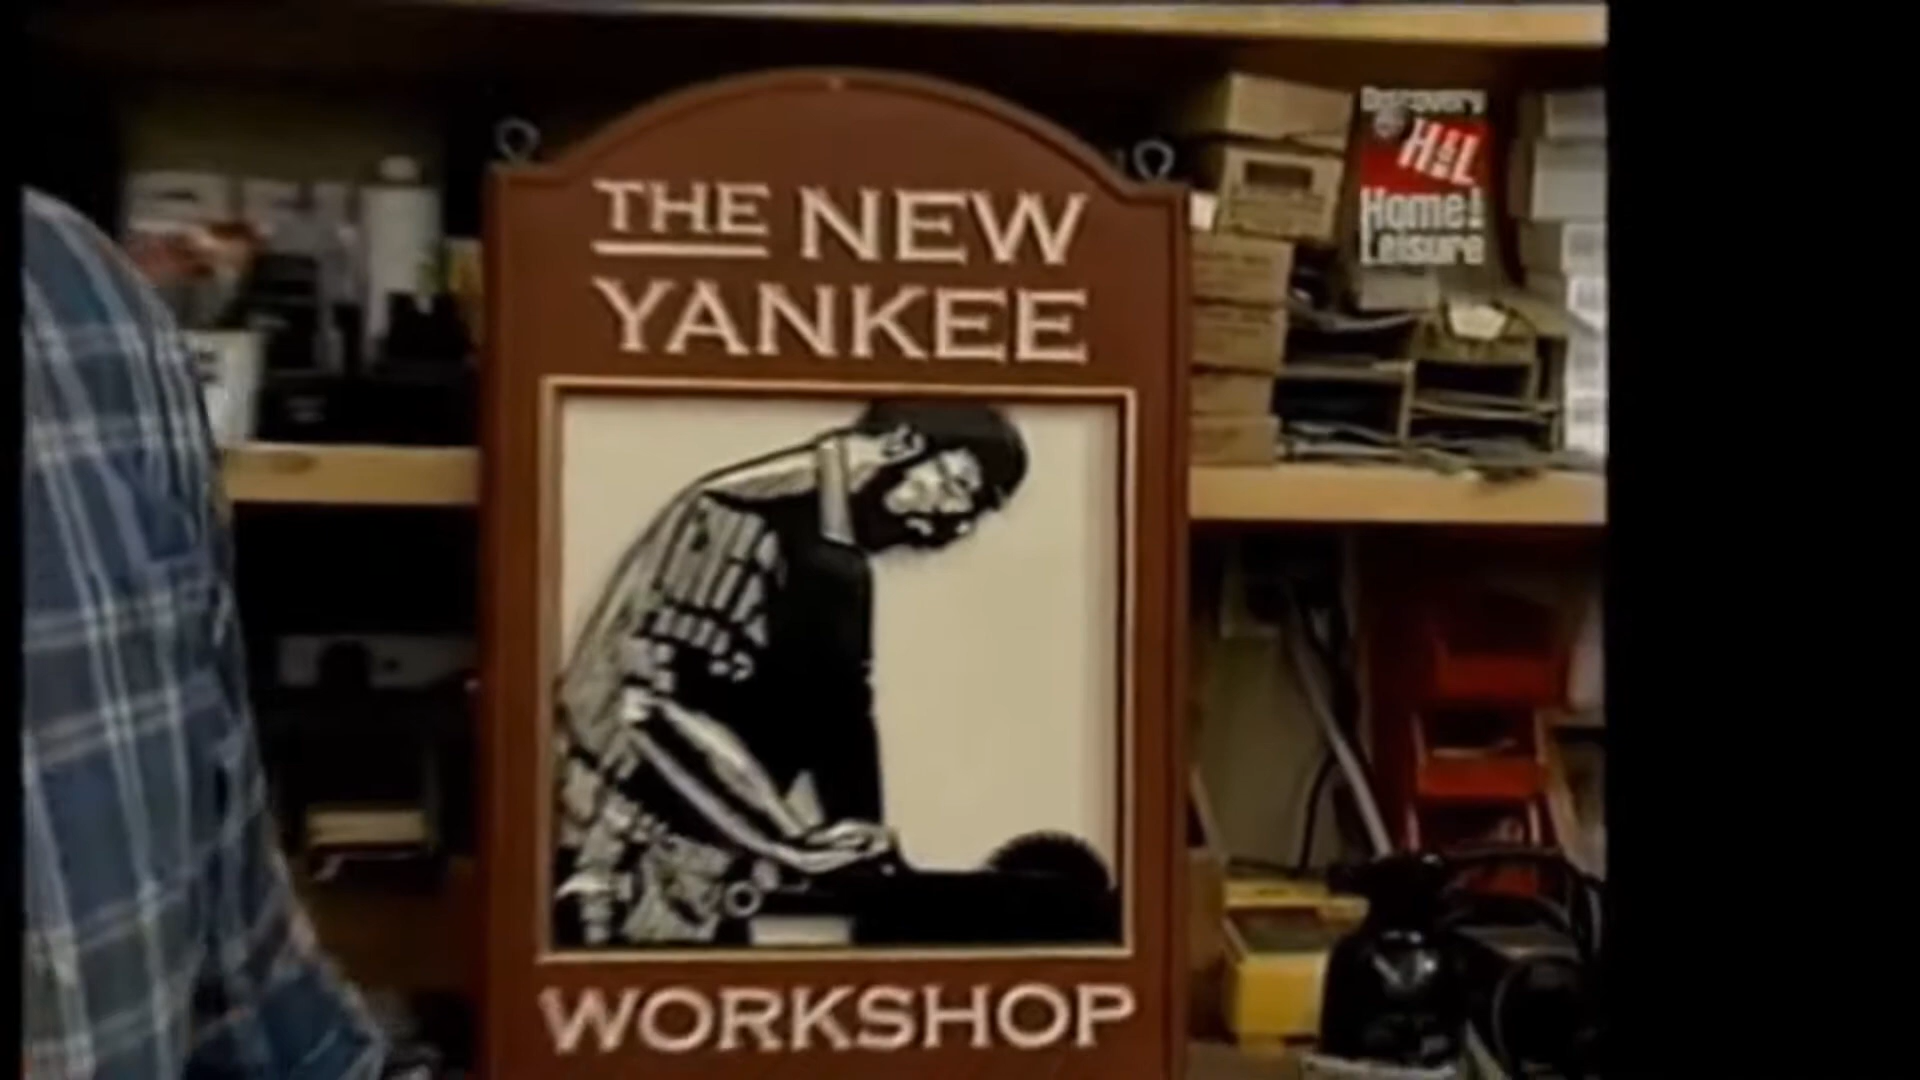 THE NEW
YANKEE
WORKSHOP
Discovery
H&L
Home!
Leisure